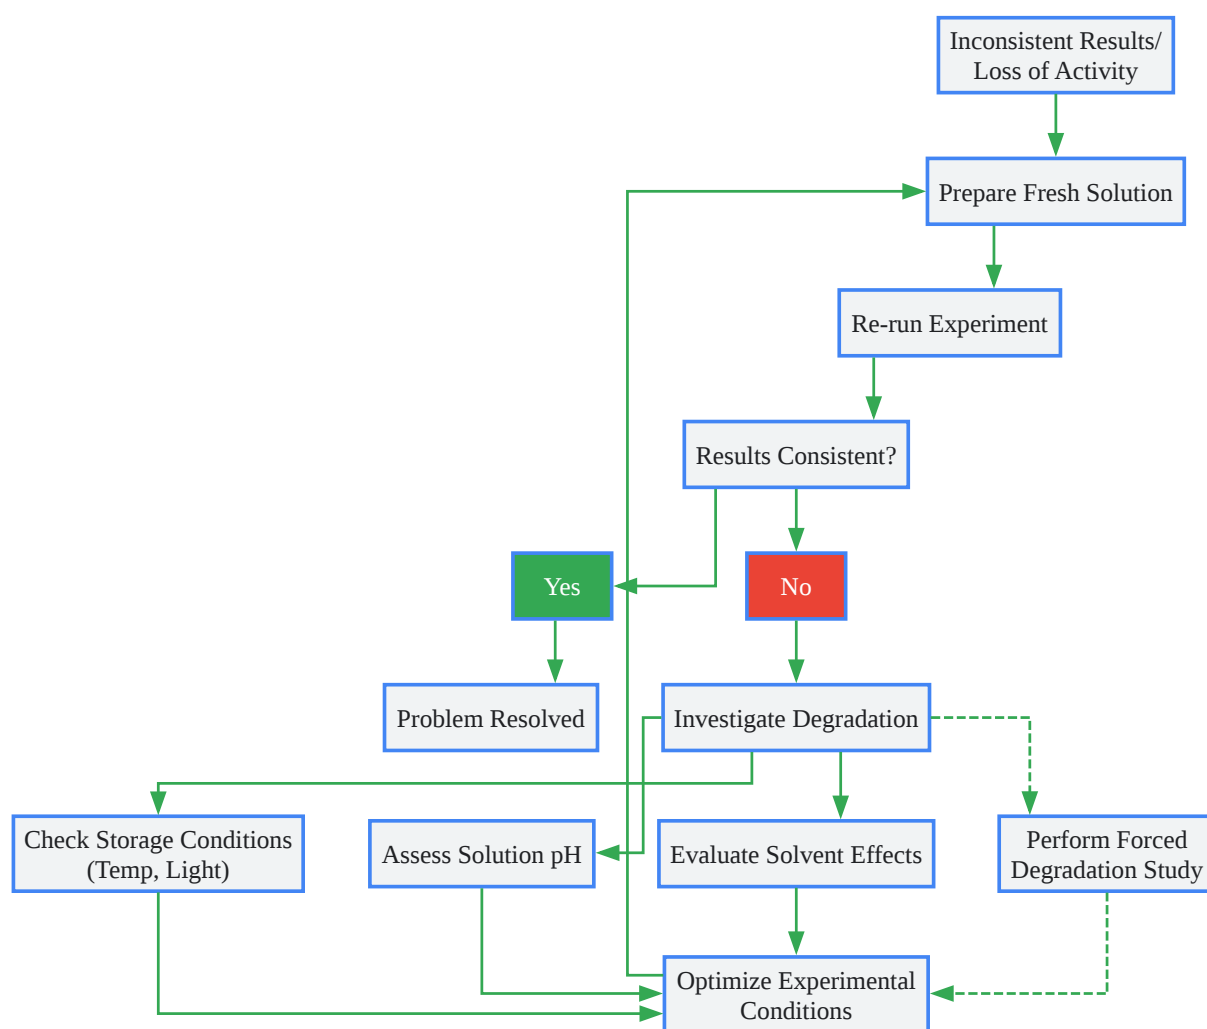 Inconsistent Results/
Loss of Activity
Prepare Fresh Solution
Re-run Experiment
Results Consistent?
Yes
No
Problem Resolved
Investigate Degradation
Check Storage Conditions
(Temp, Light)
Assess Solution pH
Evaluate Solvent Effects
Perform Forced
Degradation Study
Optimize Experimental
Conditions